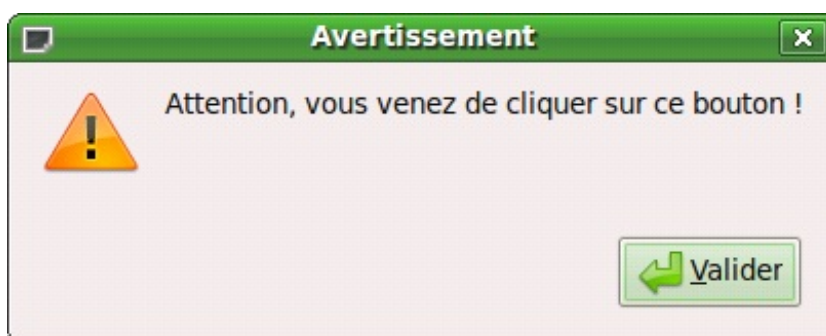 Avertissement
Attention, vous venez de cliquer sur ce bouton !
Valider